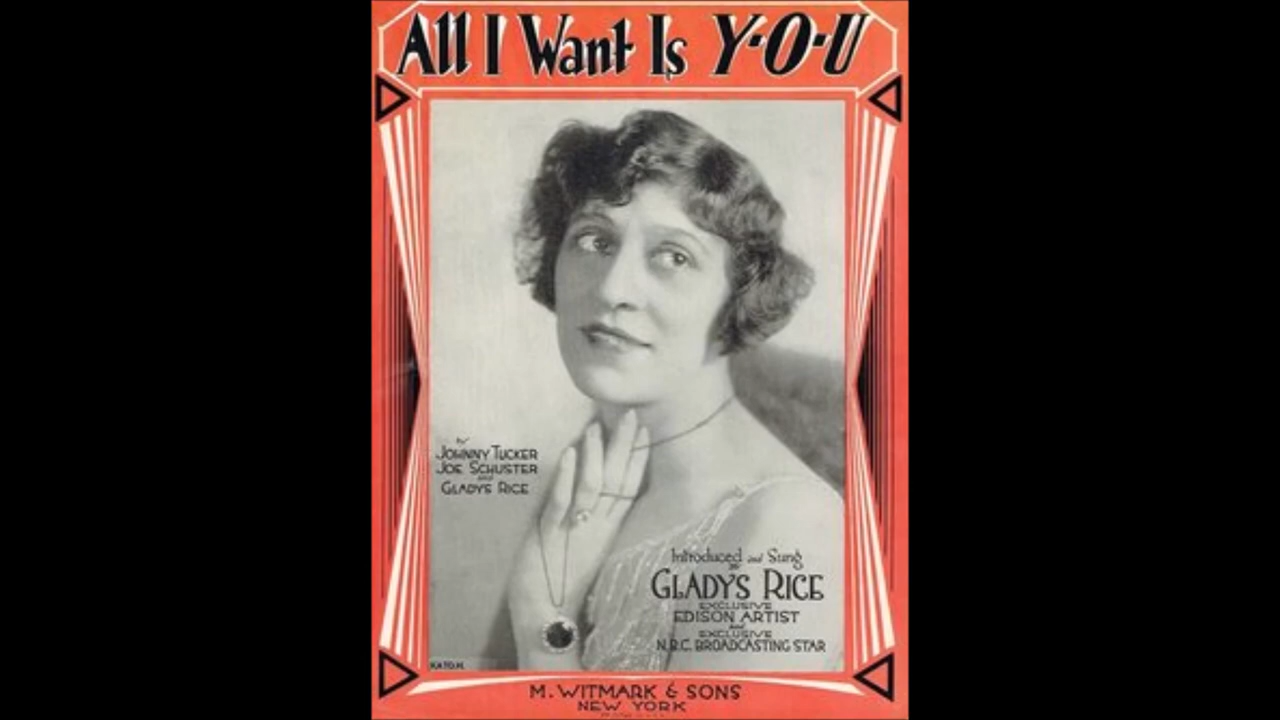 All I Want Is Y-O-U
by
JOHNNY TUCKER
JOE SCHUSTER
and
GLADYS RICE
Introduced and Sung
by
GLADYS RICE
EXCLUSIVE
EDISON ARTIST
and
EXCLUSIVE
N.B.C. BROADCASTING STAR
KATOH.
M. WITMARK & SONS
NEW YORK